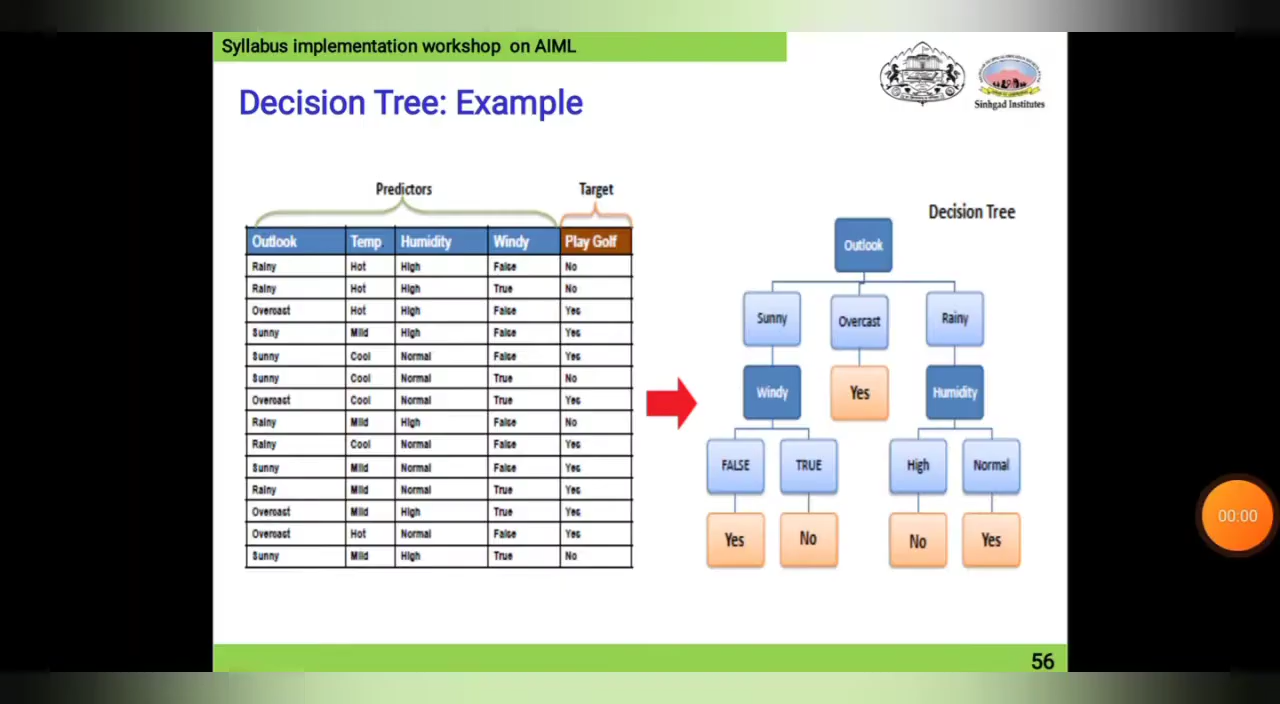 Syllabus implementation workshop on AIML
Sinhgad Institutes
Decision Tree: Example
Predictors Target
Outlook Temp Humidity Windy Play Golf
Rainy Hot High False No
Rainy Hot High True No
Overcast Hot High False Yes
Sunny Mild High False Yes
Sunny Cool Normal False Yes
Sunny Cool Normal True No
Overcast Cool Normal True Yes
Rainy Mild High False No
Rainy Cool Normal False Yes
Sunny Mild Normal False Yes
Rainy Mild Normal True Yes
Overcast Mild High True Yes
Overcast Hot Normal False Yes
Sunny Mild High True No
Decision Tree
Outlook
Sunny Overcast Rainy
Windy Yes Humidity
FALSE TRUE High Normal
Yes No No Yes
00:00
56